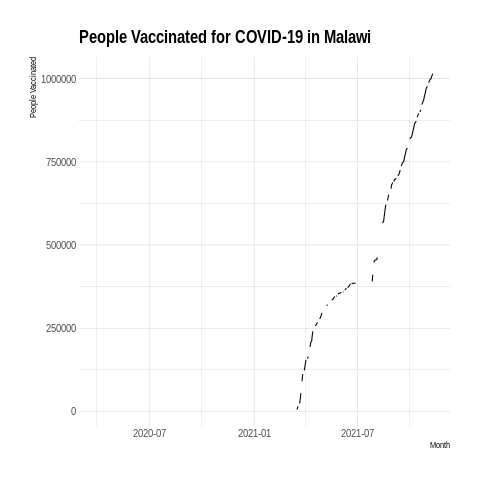 People Vaccinated for COVID-19 in Malawi
People Vaccinated
1000000
750000
500000
250000
0
2020-07
2021-01
2021-07
Month